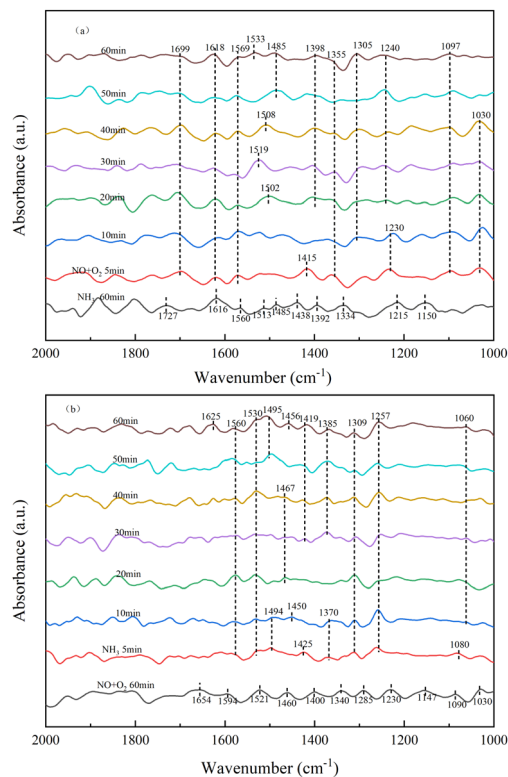 (a)
60min
1699
1618
1569
1533
1485
1398
1355
1305
1240
1097
50min
40min
1508
1030
30min
1519
20min
1502
10min
1230
NO+O₂ 5min
1415
NH₃ 60min
1727
1616
1560
1513
1485
1438
1392
1334
1215
1150
2000 1800 1600 1400 1200 1000
Wavenumber (cm⁻¹)
Absorbance (a.u.)
(b)
60min
1625
1560
1530
1495
1456
1419
1385
1309
1257
1060
50min
40min
1467
30min
20min
10min
1494
1450
1370
NH₃ 5min
1425
1080
NO+O₂ 60min
1654
1594
1521
1460
1400
1340
1285
1230
1147
1090
1030
2000 1800 1600 1400 1200 1000
Wavenumber (cm⁻¹)
Absorbance (a.u.)